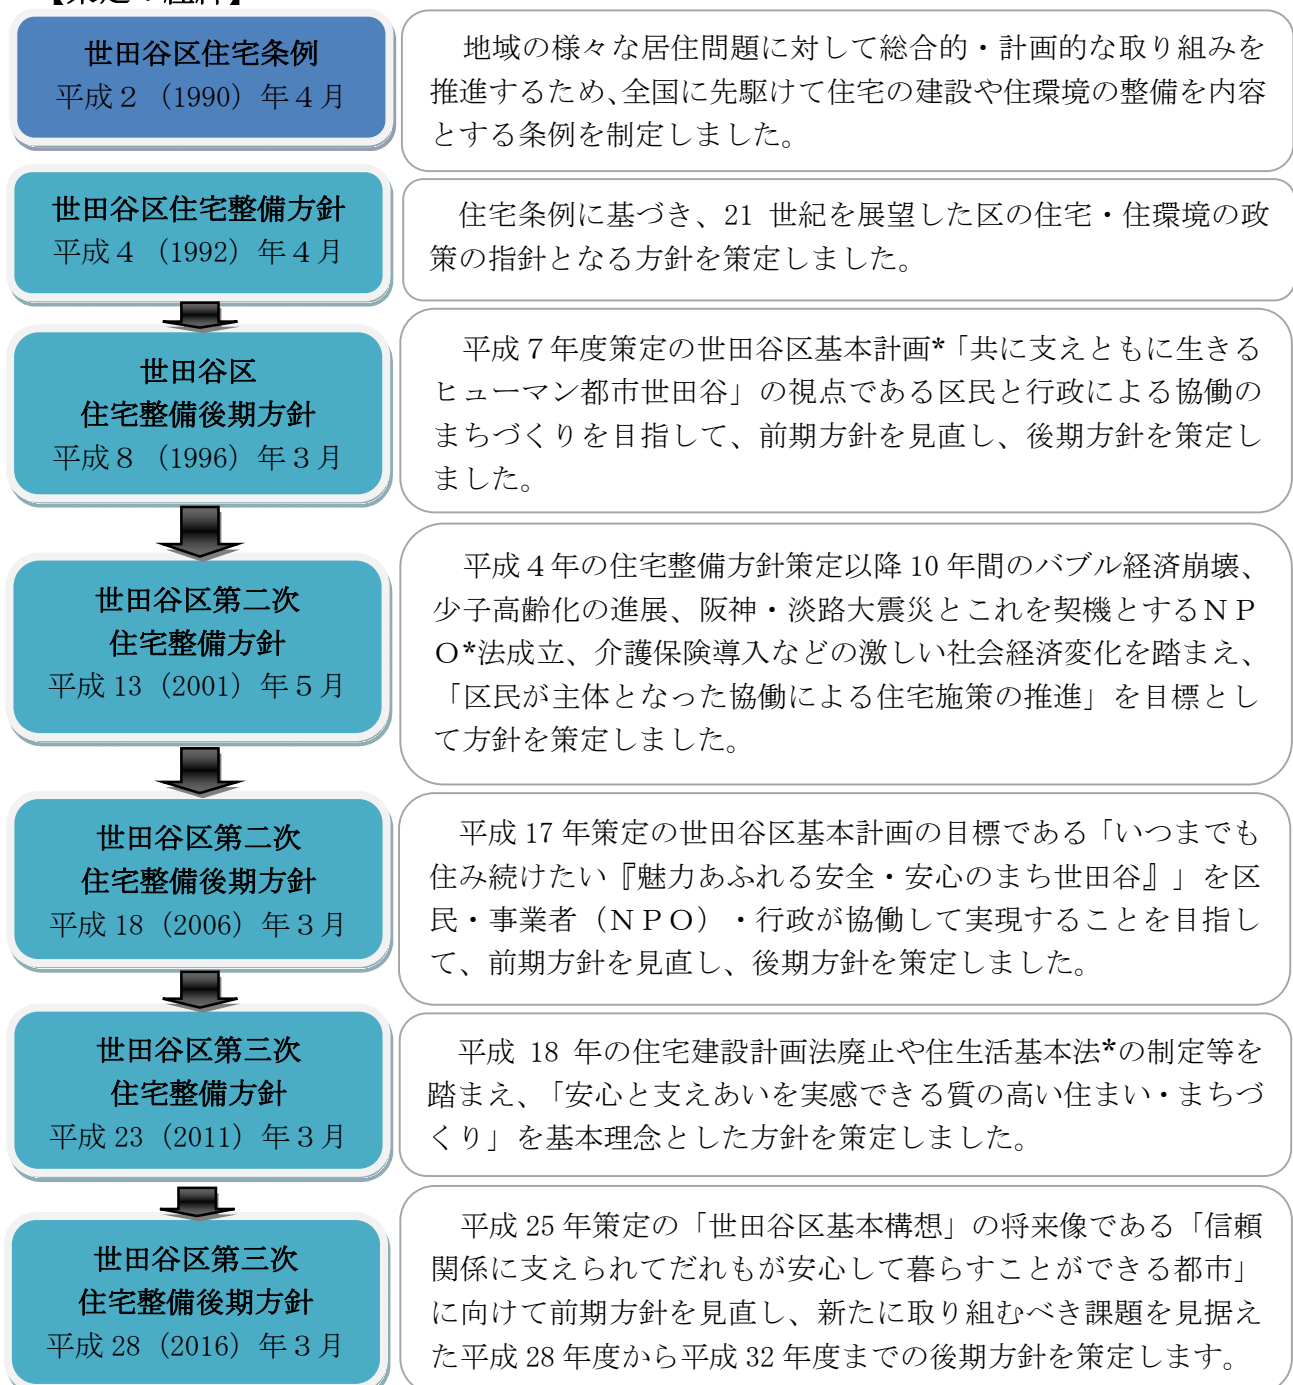 世田谷区住宅条例
平成２（1990）年４月
地域の様々な居住問題に対して総合的・計画的な取り組みを
推進するため、全国に先駆けて住宅の建設や住環境の整備を内容
とする条例を制定しました。
世田谷区住宅整備方針
平成４（1992）年４月
住宅条例に基づき、21 世紀を展望した区の住宅・住環境の政
策の指針となる方針を策定しました。
世田谷区
住宅整備後期方針
平成８（1996）年３月
平成７年度策定の世田谷区基本計画*「共に支えともに生きる
ヒューマン都市世田谷」の視点である区民と行政による協働の
まちづくりを目指して、前期方針を見直し、後期方針を策定し
ました。
世田谷区第二次
住宅整備方針
平成 13（2001）年５月
平成４年の住宅整備方針策定以降 10 年間のバブル経済崩壊、
少子高齢化の進展、阪神・淡路大震災とこれを契機とするＮＰ
Ｏ*法成立、介護保険導入などの激しい社会経済変化を踏まえ、
「区民が主体となった協働による住宅施策の推進」を目標とし
て方針を策定しました。
世田谷区第二次
住宅整備後期方針
平成 18（2006）年３月
平成 17 年策定の世田谷区基本計画の目標である「いつまでも
住み続けたい『魅力あふれる安全・安心のまち世田谷』」を区
民・事業者（ＮＰＯ）・行政が協働して実現することを目指し
て、前期方針を見直し、後期方針を策定しました。
世田谷区第三次
住宅整備方針
平成 23（2011）年３月
平成 18 年の住宅建設計画法廃止や住生活基本法*の制定等を
踏まえ、「安心と支えあいを実感できる質の高い住まい・まちづ
くり」を基本理念とした方針を策定しました。
世田谷区第三次
住宅整備後期方針
平成 28（2016）年３月
平成 25 年策定の「世田谷区基本構想」の将来像である「信頼
関係に支えられてだれもが安心して暮らすことができる都市」
に向けて前期方針を見直し、新たに取り組むべき課題を見据え
た平成 28 年度から平成 32 年度までの後期方針を策定します。